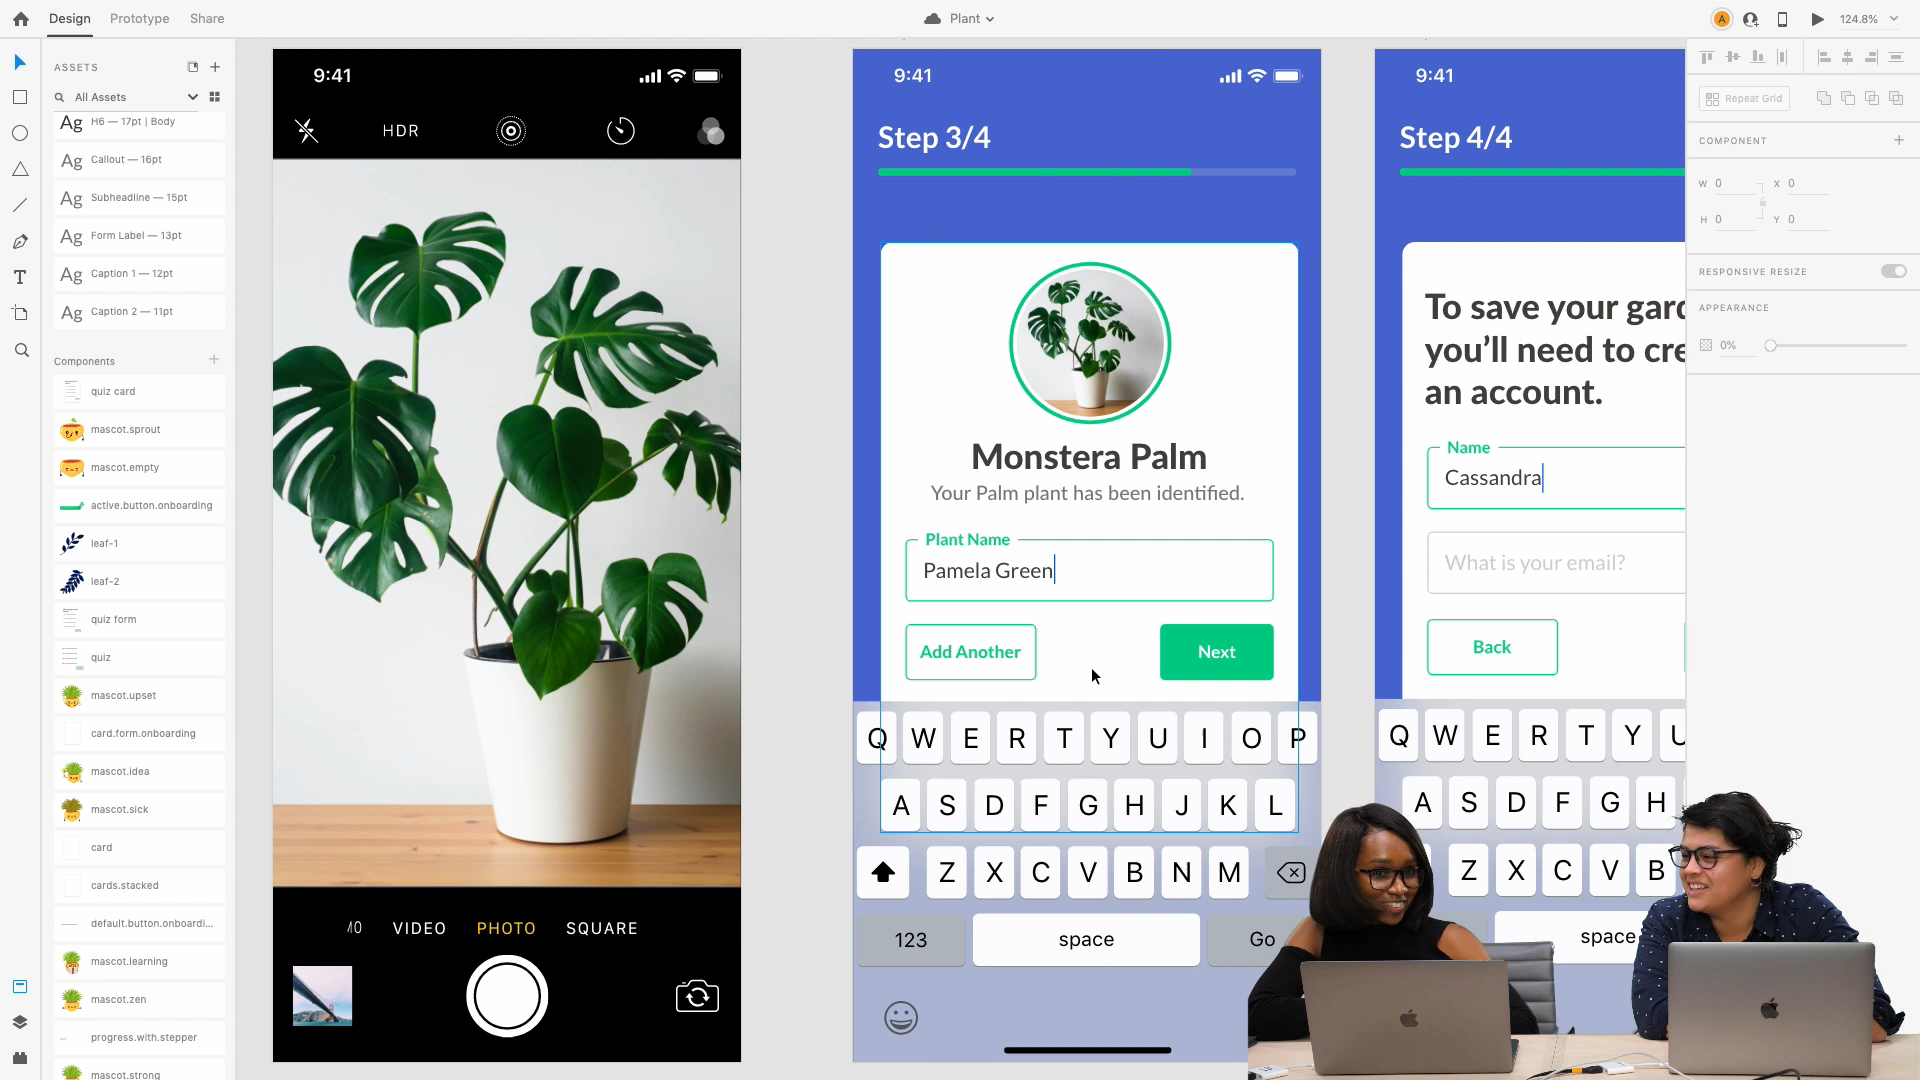 Design Prototype Share
Plant
A
124.8%
ASSETS
All Assets
Ag H6 — 17pt | Body
Ag Callout — 16pt
Ag Subheadline — 15pt
Ag Form Label — 13pt
Ag Caption 1 — 12pt
Ag Caption 2 — 11pt
Components
quiz card
mascot.sprout
mascot.empty
active.button.onboarding
leaf-1
leaf-2
quiz form
quiz
mascot.upset
card.form.onboarding
mascot.idea
mascot.sick
card
cards.stacked
default.button.onboardi...
mascot.learning
mascot.zen
progress.with.stepper
mascot.strong
9:41
HDR
VIDEO PHOTO SQUARE
9:41
Step 3/4
Monstera Palm
Your Palm plant has been identified.
Plant Name
Pamela Green
Add Another Next
Q W E R T Y U I O P
A S D F G H J K L
Z X C V B N M
123 space Go
9:41
Step 4/4
To save your gard
you’ll need to cre
an account.
Name
Cassandra
What is your email?
Back
Q W E R T Y U
A S D F G H
Z X C V B
space
Repeat Grid
COMPONENT
W 0 X 0
H 0 Y 0
RESPONSIVE RESIZE
APPEARANCE
0%